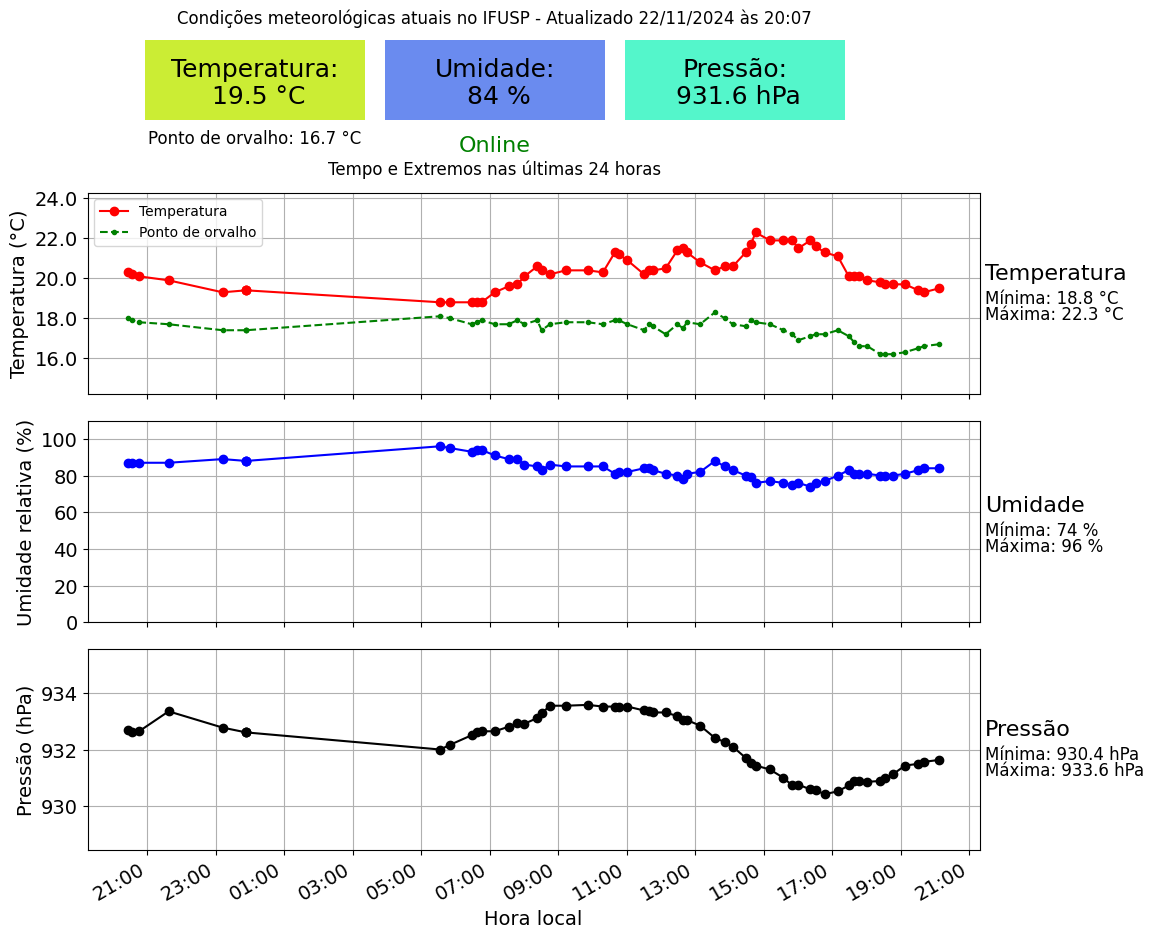 Condições meteorológicas atuais no IFUSP - Atualizado 22/11/2024 às 20:07
Temperatura:
19.5 °C
Umidade:
84 %
Pressão:
931.6 hPa
Ponto de orvalho: 16.7 °C
Online
Tempo e Extremos nas últimas 24 horas
Temperatura (°C)
24.0
22.0
20.0
18.0
16.0
Temperatura
Ponto de orvalho
Temperatura
Mínima: 18.8 °C
Máxima: 22.3 °C
Umidade relativa (%)
100
80
60
40
20
0
Umidade
Mínima: 74 %
Máxima: 96 %
Pressão (hPa)
934
932
930
Pressão
Mínima: 930.4 hPa
Máxima: 933.6 hPa
21:00 23:00 01:00 03:00 05:00 07:00 09:00 11:00 13:00 15:00 17:00 19:00 21:00
Hora local